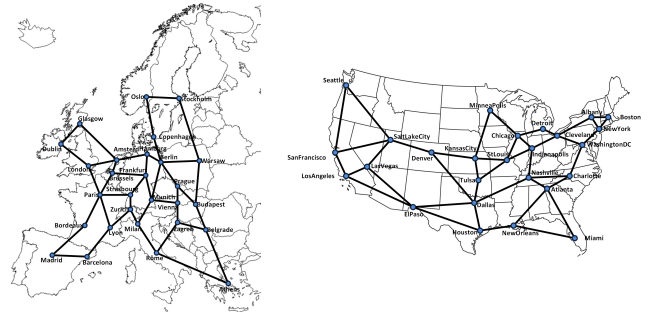 Oslo
Stockholm
Glasgow
Copenhagen
Dublin
Amsterdam
Hamburg
Berlin
Warsaw
London
Brussels
Frankfurt
Paris
Strasbourg
Prague
Munich
Vienna
Budapest
Zurich
Bordeaux
Lyon
Milan
Zagreb
Belgrade
Madrid
Barcelona
Rome
Athens
Seattle
MinneaPolis
Albany
Boston
Detroit
NewYork
SaltLakeCity
Chicago
Cleveland
WashingtonDC
KansasCity
SanFrancisco
Denver
StLouis
Indianapolis
LasVegas
LosAngeles
Tulsa
Nashville
Charlotte
Atlanta
ElPaso
Dallas
Houston
NewOrleans
Miami